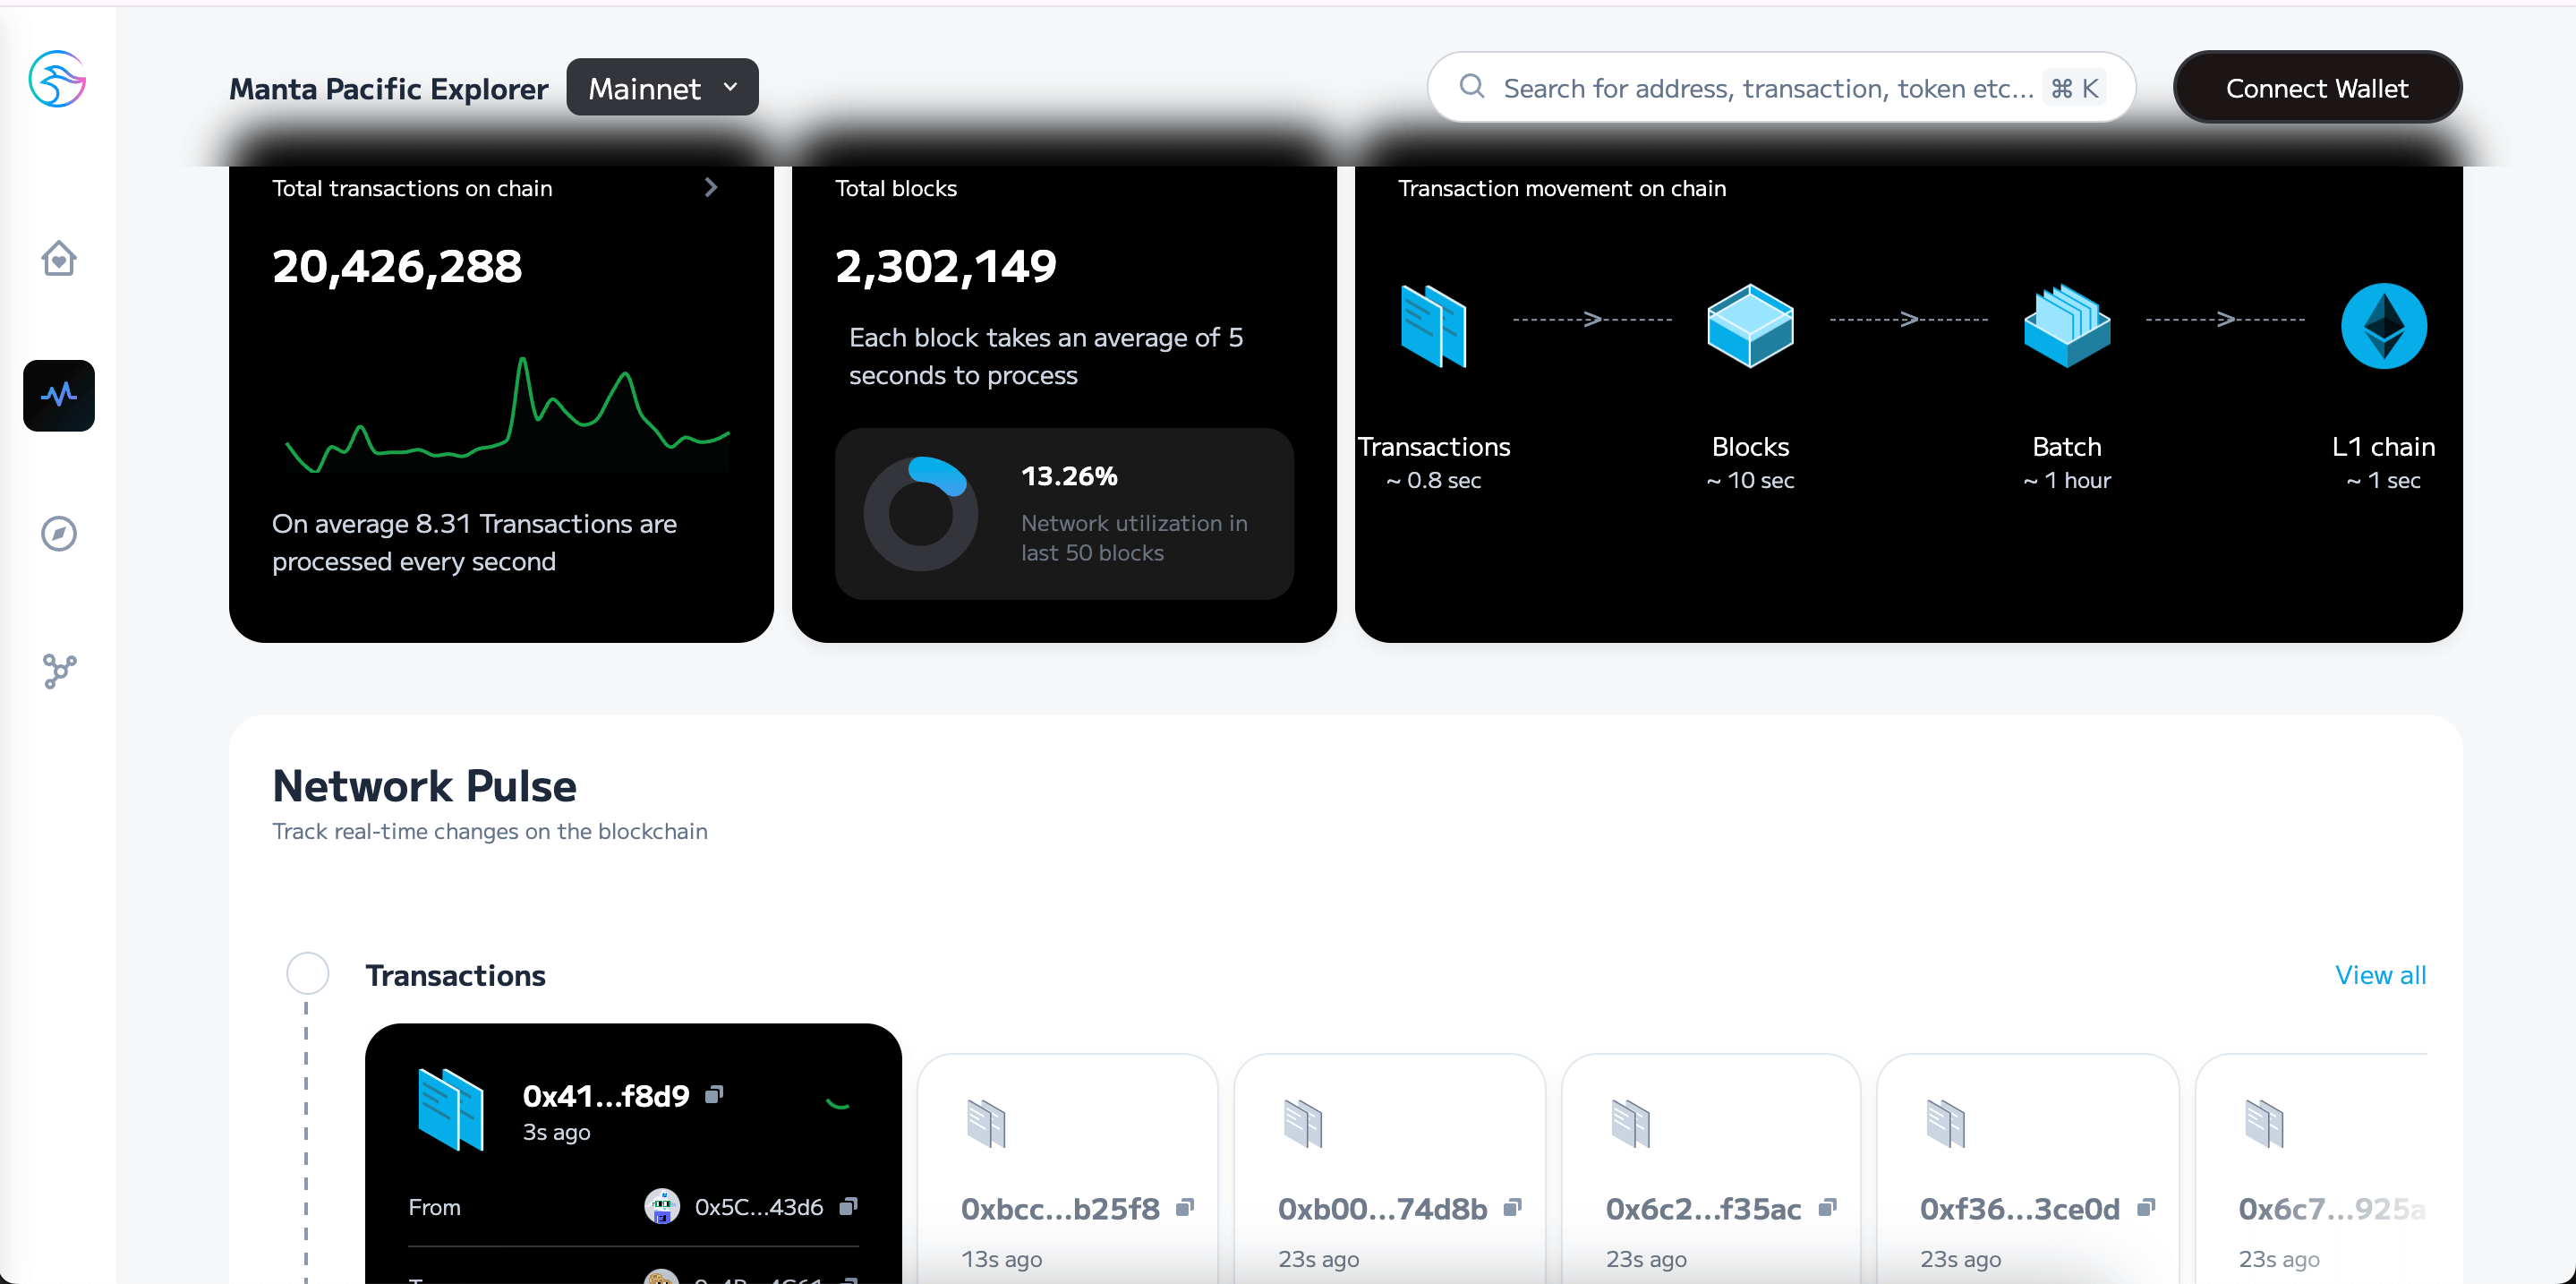 Manta Pacific Explorer
Mainnet
Search for address, transaction, token etc... ⌘ K
Connect Wallet
Total transactions on chain
20,426,288
On average 8.31 Transactions are
processed every second
Total blocks
2,302,149
Each block takes an average of 5
seconds to process
13.26%
Network utilization in
last 50 blocks
Transaction movement on chain
Transactions
~ 0.8 sec
Blocks
~ 10 sec
Batch
~ 1 hour
L1 chain
~ 1 sec
Network Pulse
Track real-time changes on the blockchain
Transactions
View all
0x41...f8d9
3s ago
From
0x5C...43d6
0xbcc...b25f8
13s ago
0xb00...74d8b
23s ago
0x6c2...f35ac
23s ago
0xf36...3ce0d
23s ago
0x6c7...925a
23s ago